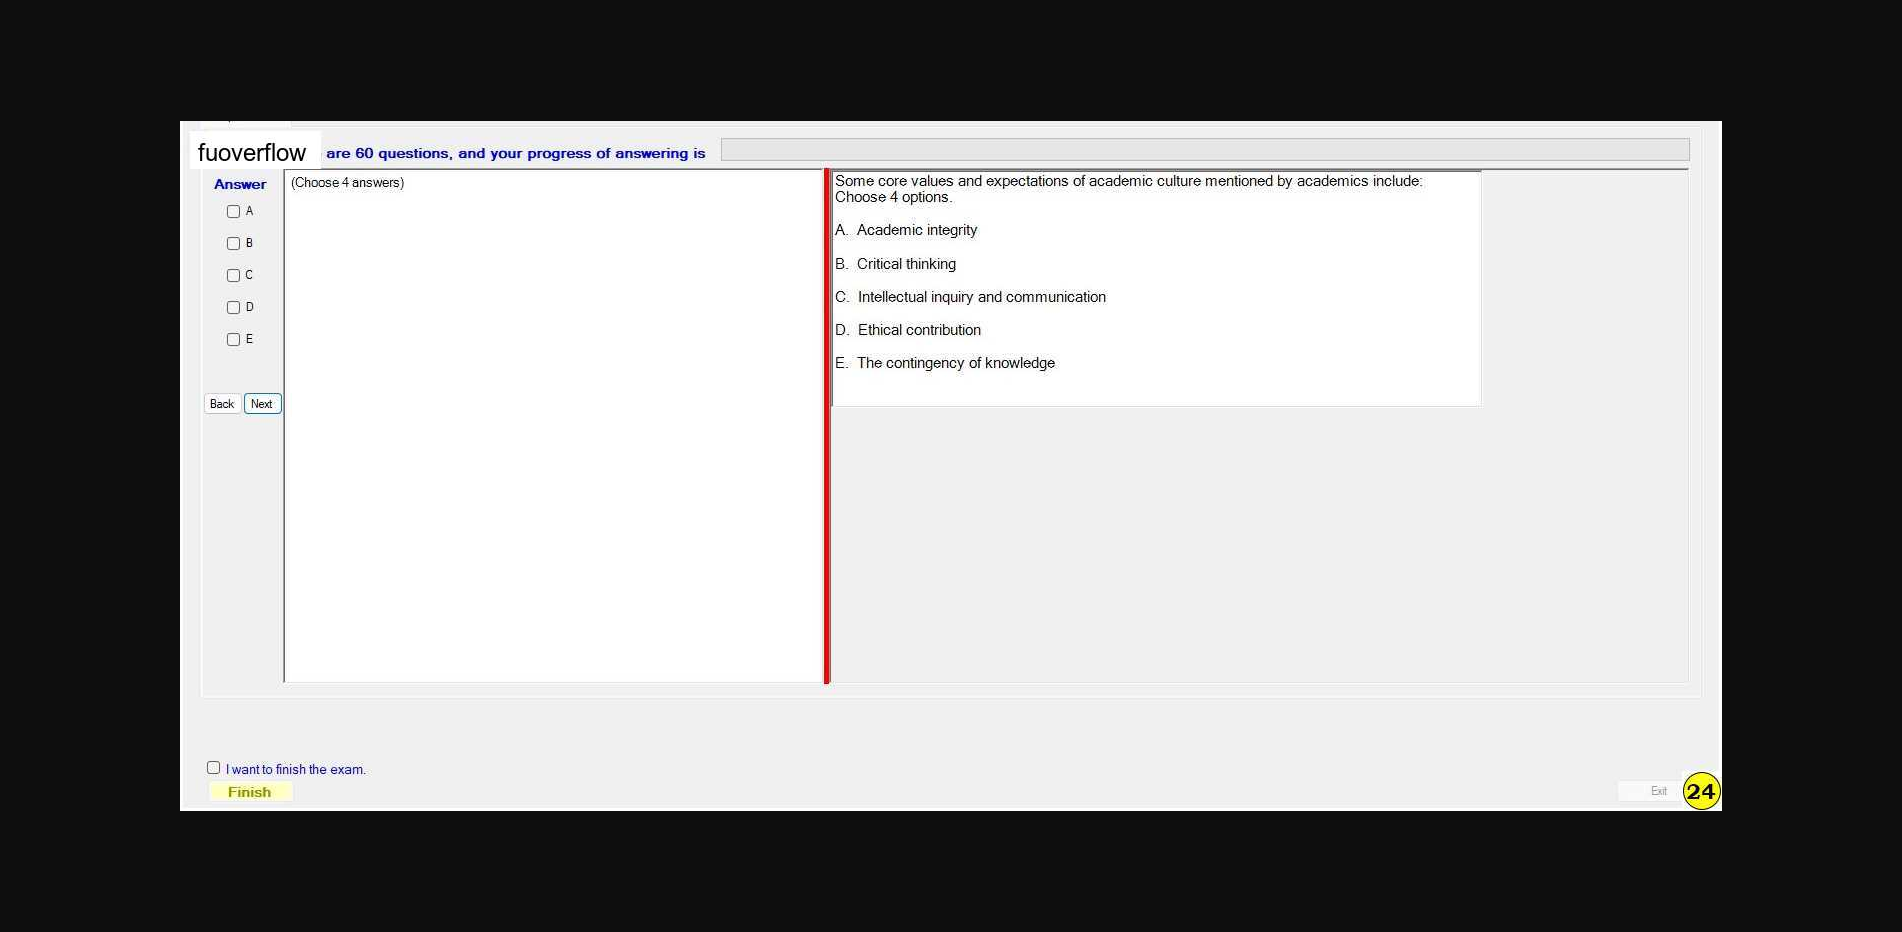 fuoverflow are 60 questions, and your progress of answering is
Answer
A
B
C
D
E
Back Next
(Choose 4 answers)
Some core values and expectations of academic culture mentioned by academics include:
Choose 4 options.
A. Academic integrity
B. Critical thinking
C. Intellectual inquiry and communication
D. Ethical contribution
E. The contingency of knowledge
I want to finish the exam.
Finish
Exit
24